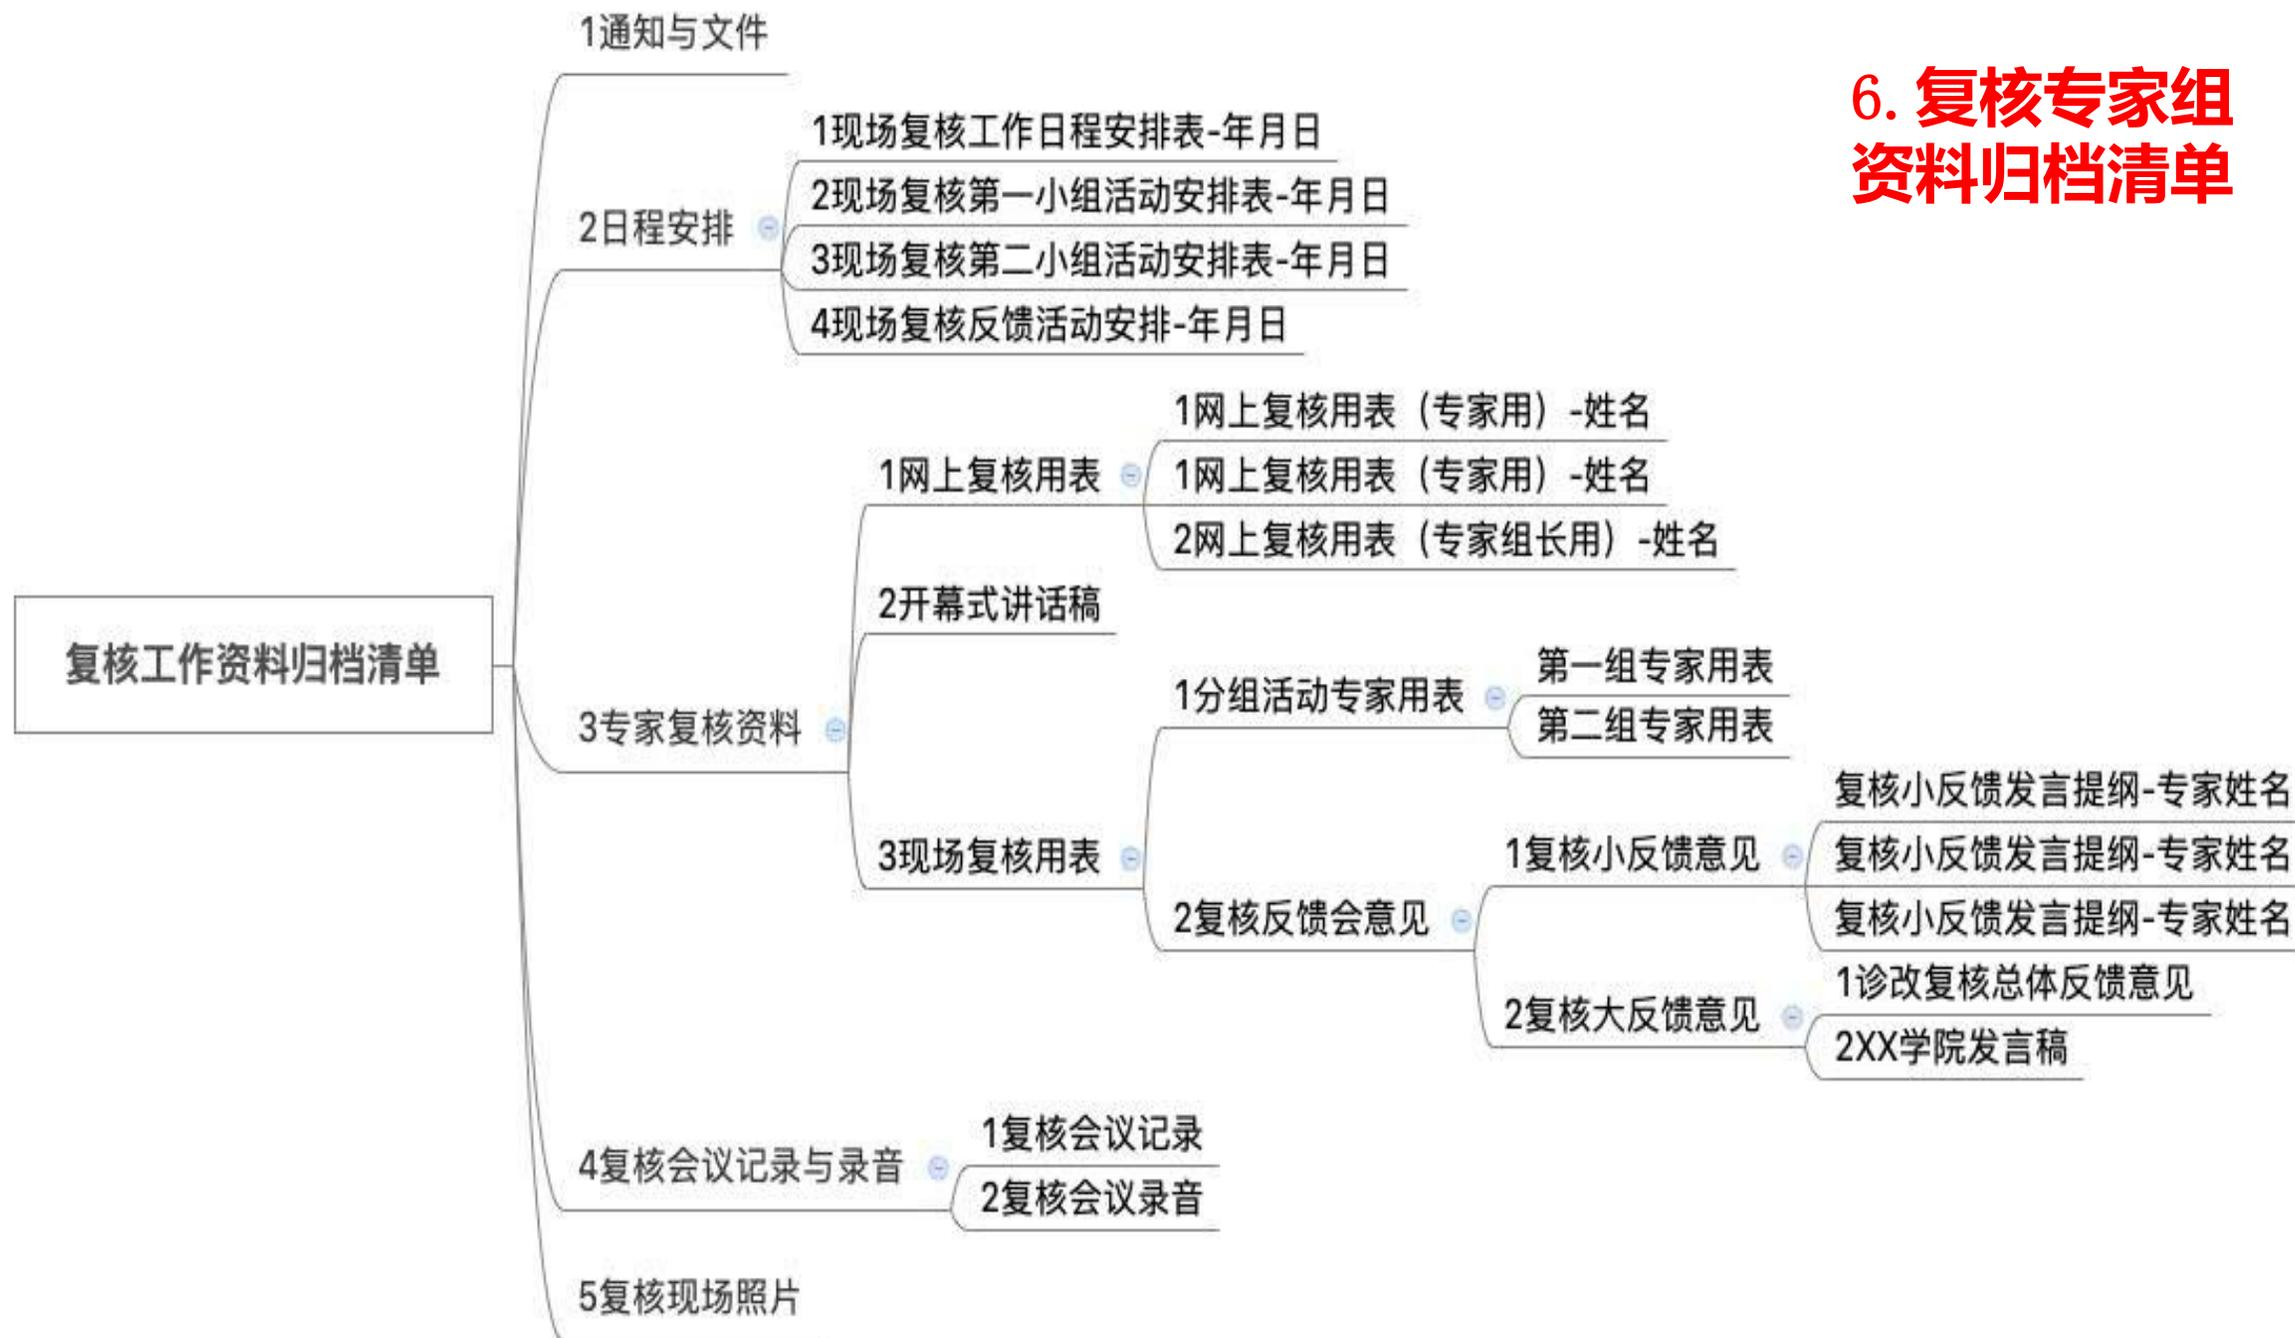 6. 复核专家组
资料归档清单
复核工作资料归档清单
1通知与文件
2日程安排
1现场复核工作日程安排表-年月日
2现场复核第一小组活动安排表-年月日
3现场复核第二小组活动安排表-年月日
4现场复核反馈活动安排-年月日
3专家复核资料
1网上复核用表
1网上复核用表（专家用）-姓名
1网上复核用表（专家用）-姓名
2网上复核用表（专家组长用）-姓名
2开幕式讲话稿
3现场复核用表
1分组活动专家用表
第一组专家用表
第二组专家用表
2复核反馈会意见
1复核小反馈意见
复核小反馈发言提纲-专家姓名
复核小反馈发言提纲-专家姓名
复核小反馈发言提纲-专家姓名
2复核大反馈意见
1诊改复核总体反馈意见
2XX学院发言稿
4复核会议记录与录音
1复核会议记录
2复核会议录音
5复核现场照片